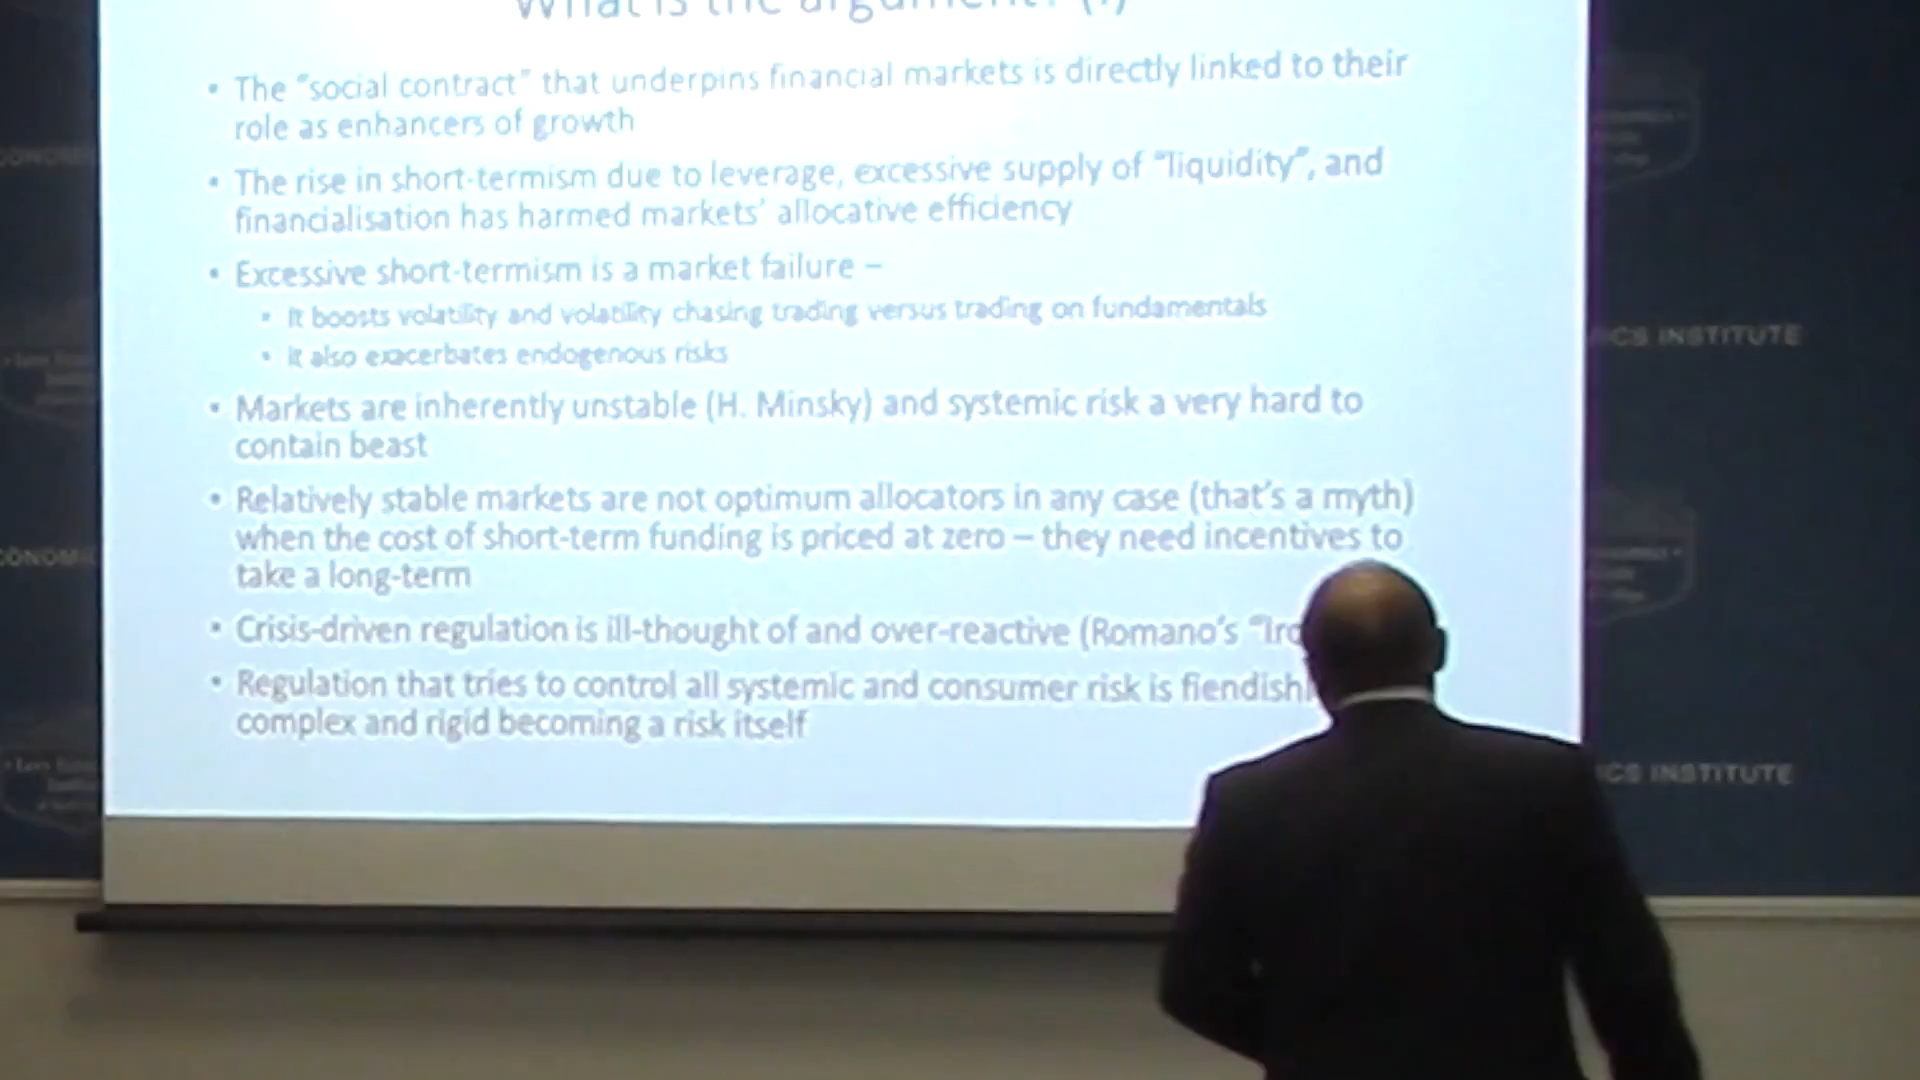 What is the argument? (I)
• The “social contract” that underpins financial markets is directly linked to their
role as enhancers of growth
• The rise in short-termism due to leverage, excessive supply of “liquidity”, and
financialisation has harmed markets’ allocative efficiency
• Excessive short-termism is a market failure –
• It boosts volatility and volatility chasing trading versus trading on fundamentals
• It also exacerbates endogenous risks
• Markets are inherently unstable (H. Minsky) and systemic risk a very hard to
contain beast
• Relatively stable markets are not optimum allocators in any case (that’s a myth)
when the cost of short-term funding is priced at zero – they need incentives to
take a long-term
• Crisis-driven regulation is ill-thought of and over-reactive (Romano’s “Iro
• Regulation that tries to control all systemic and consumer risk is fiendishl
complex and rigid becoming a risk itself
ICS INSTITUTE
ICS INSTITUTE